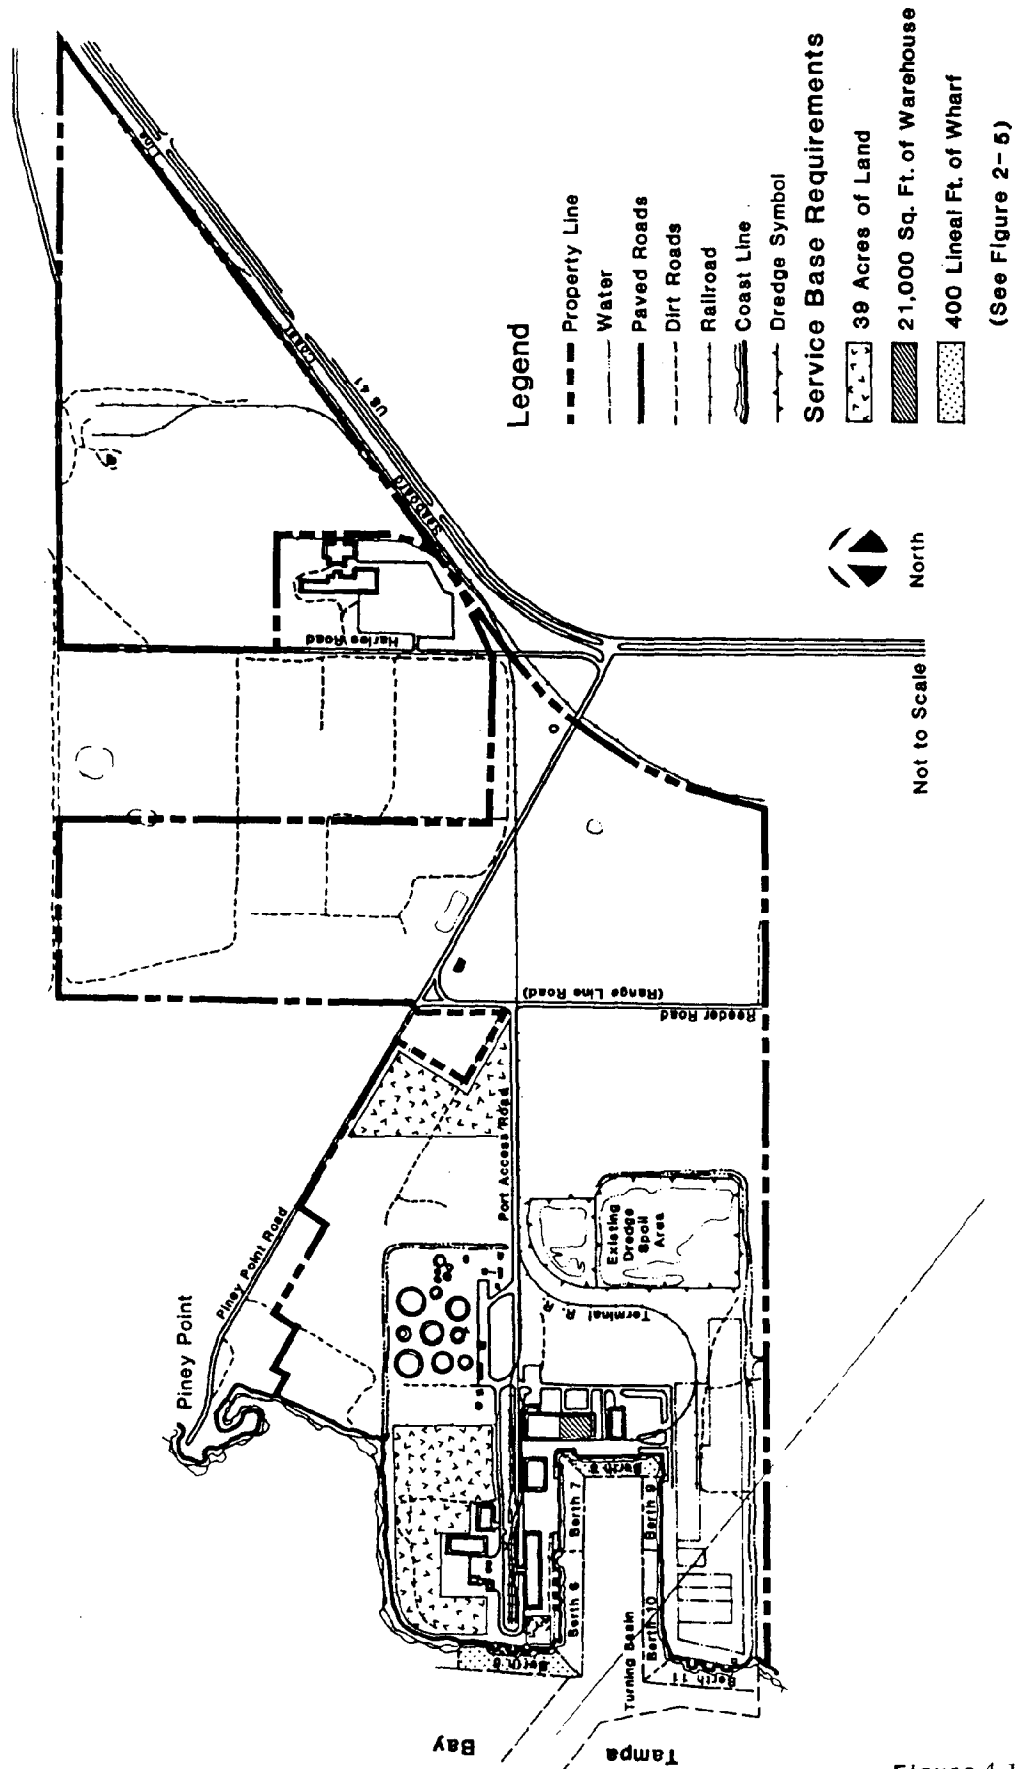 Legend
Property Line
Water
Paved Roads
Dirt Roads
Railroad
Coast Line
Dredge Symbol
Service Base Requirements
39 Acres of Land
21,000 Sq. Ft. of Warehouse
400 Lineal Ft. of Wharf
(See Figure 2-5)
North
Not to Scale
Seaboard Coast Line
US 41
Harlee Road
Reeder Road
(Range Line Road)
Port Access Road
Piney Point Road
Piney Point
Existing
Dredge
Spoil
Area
Terminal R. R.
Berth 7
Berth 6
Berth 8
Berth 9
Berth 10
Berth 11
Turning Basin
Tampa
Bay
Figure 4-1